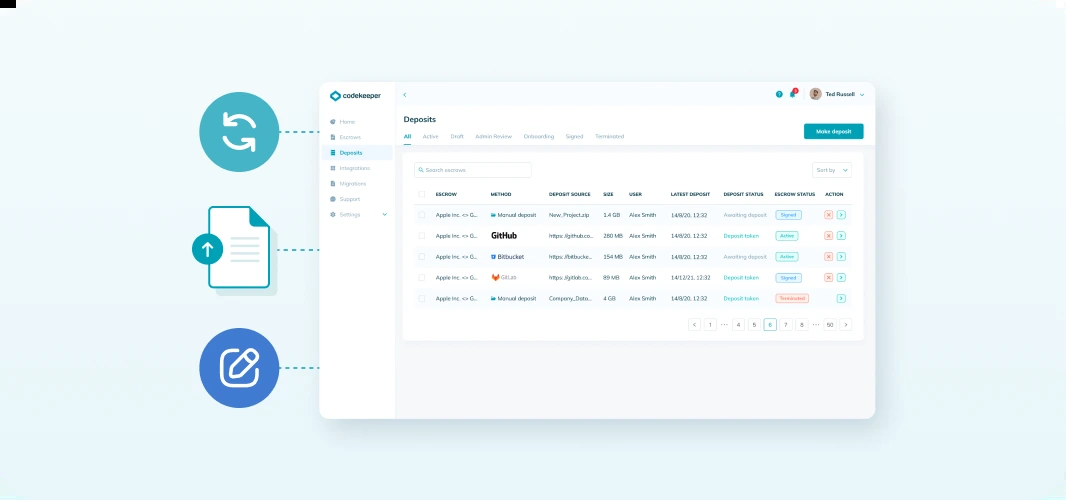 codekeeper
Ted Russell
Home
Escrows
Deposits
Integrations
Migrations
Support
Settings
Deposits
All Active Draft Admin Review Onboarding Signed Terminated
Make deposit
Search escrows
Sort by
ESCROW METHOD DEPOSIT SOURCE SIZE USER LATEST DEPOSIT DEPOSIT STATUS ESCROW STATUS ACTION
Apple Inc. <> G... Manual deposit New_Project.zip 1.4 GB Alex Smith 14/8/20, 12:32 Awaiting deposit Signed
Apple Inc. <> G... GitHub https://github.co... 280 MB Alex Smith 14/8/20, 12:32 Deposit taken Active
Apple Inc. <> G... Bitbucket https://bitbucke... 154 MB Alex Smith 14/8/20, 12:32 Awaiting deposit Active
Apple Inc. <> G... GitLab https://gitlab.co... 89 MB Alex Smith 14/12/21, 12:32 Deposit taken Signed
Apple Inc. <> G... Manual deposit Company_Data... 4 GB Alex Smith 14/8/20, 12:32 Deposit taken Terminated
1 ••• 4 5 6 7 8 ••• 50